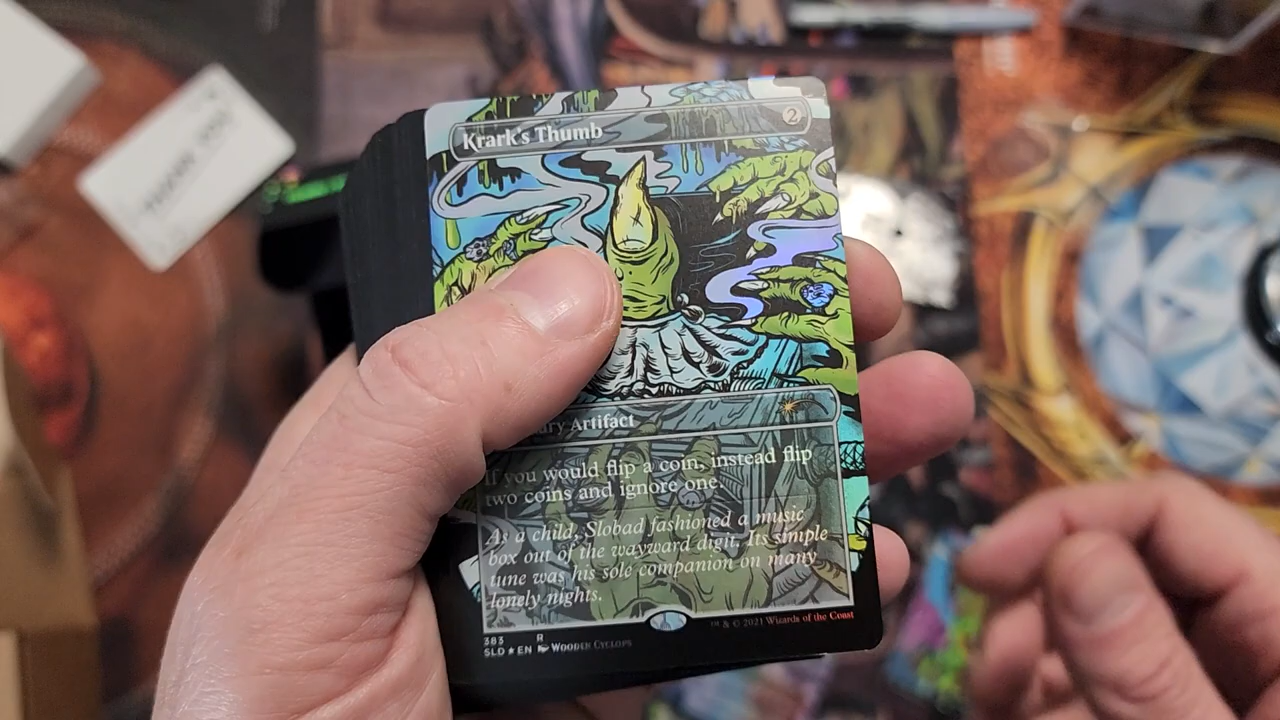 Krark's Thumb 2
ary Artifact
If you would flip a coin, instead flip
two coins and ignore one.
As a child, Slobad fashioned a music
box out of the wayward digit. Its simple
tune was his sole companion on many
lonely nights.
383 R
SLD ★ EN WOODEN CYCLOPS
™ & © 2021 Wizards of the Coast